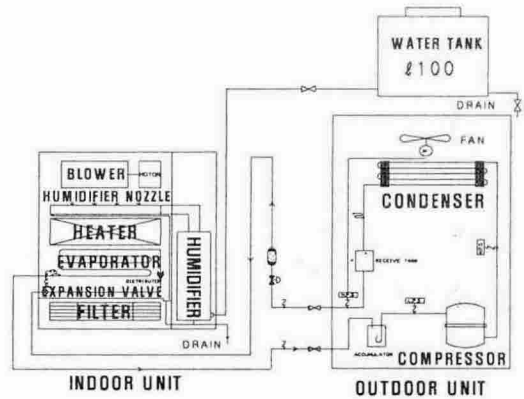 WATER TANK
ℓ100
DRAIN
FAN
BLOWER
MOTOR
HUMIDIFIER NOZZLE
HEATER
EVAPORATOR
DISTRIBUTER
EXPANSION VALVE
FILTER
HUMIDIFIER
DRAIN
INDOOR UNIT
CONDENSER
RECEIVE TANK
ACCUMULATOR
COMPRESSOR
OUTDOOR UNIT